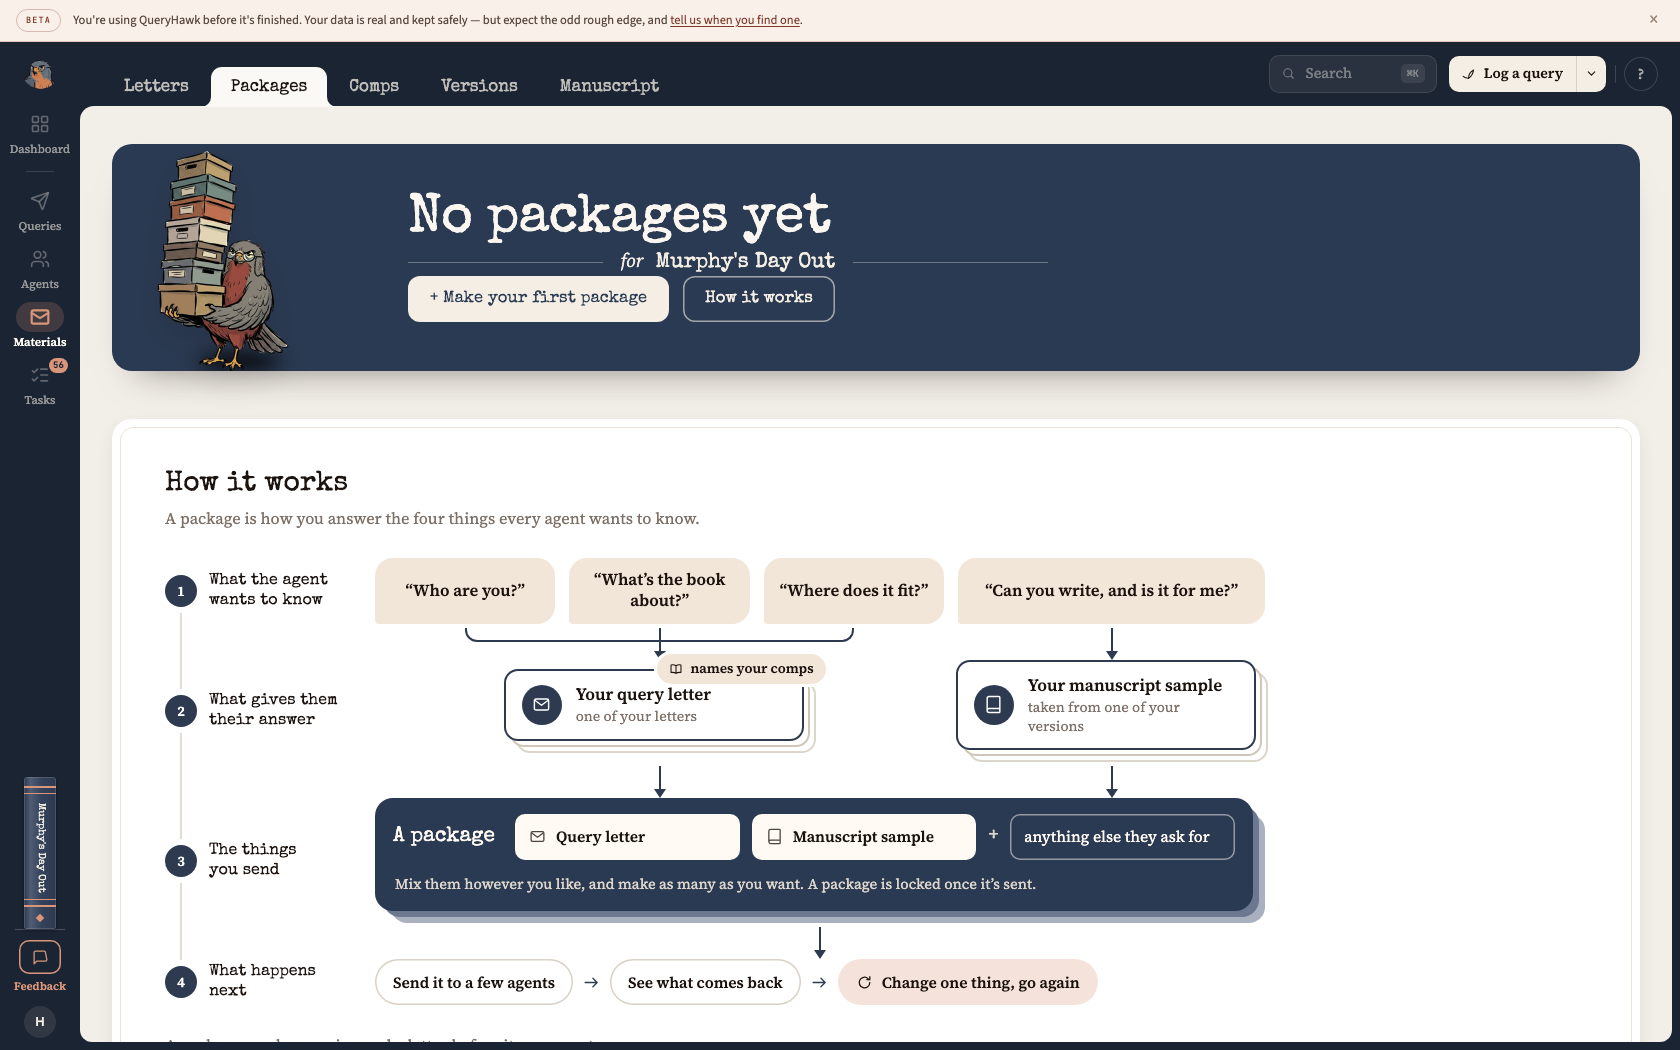 BETA You're using QueryHawk before it's finished. Your data is real and kept safely — but expect the odd rough edge, and tell us when you find one. ×
Letters Packages Comps Versions Manuscript Search ⌘K Log a query ?
Dashboard
Queries
Agents
Materials
56
Tasks
Murphy's Day Out
Feedback
H
No packages yet
for Murphy's Day Out
+ Make your first package How it works
How it works
A package is how you answer the four things every agent wants to know.
1 What the agent
wants to know
“Who are you?”
“What's the book
about?”
“Where does it fit?”
“Can you write, and is it for me?”
2 What gives them
their answer
names your comps
Your query letter
one of your letters
Your manuscript sample
taken from one of your
versions
3 The things
you send
A package Query letter Manuscript sample + anything else they ask for
Mix them however you like, and make as many as you want. A package is locked once it's sent.
4 What happens
next
Send it to a few agents → See what comes back → Change one thing, go again